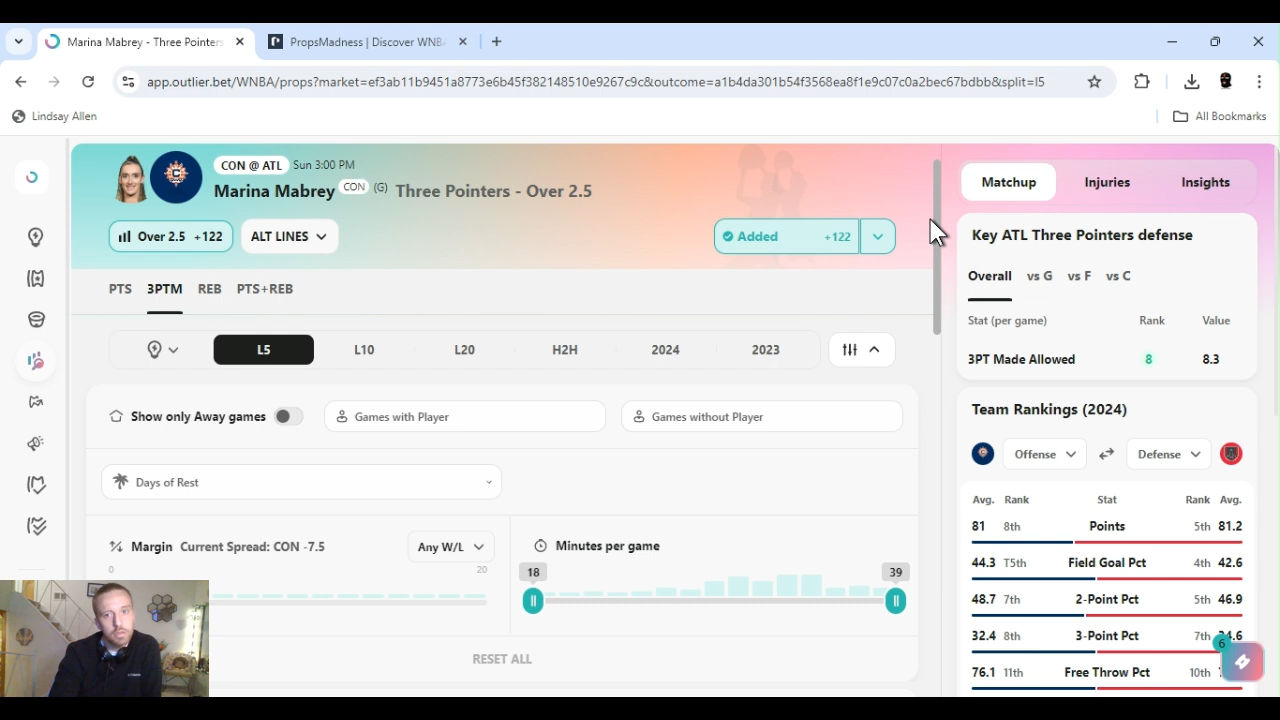 Marina Mabrey - Three Pointers
PropsMadness | Discover WNB
app.outlier.bet/WNBA/props?market=ef3ab11b9451a8773e6b45f382148510e9267c9c&outcome=a1b4da301b54f3568ea8f1e9c07c0a2bec67bdbb&split=l5
Lindsay Allen
All Bookmarks
CON @ ATL Sun 3:00 PM
Marina Mabrey CON (G) Three Pointers - Over 2.5
Over 2.5 +122
ALT LINES
Added +122
PTS 3PTM REB PTS+REB
L5 L10 L20 H2H 2024 2023
Show only Away games
Games with Player
Games without Player
Days of Rest
Margin Current Spread: CON -7.5
Any W/L
0 20
Minutes per game
18 39
RESET ALL
Matchup Injuries Insights
Key ATL Three Pointers defense
Overall vs G vs F vs C
Stat (per game) Rank Value
3PT Made Allowed 8 8.3
Team Rankings (2024)
Offense Defense
Avg. Rank Stat Rank Avg.
81 8th Points 5th 81.2
44.3 T5th Field Goal Pct 4th 42.6
48.7 7th 2-Point Pct 5th 46.9
32.4 8th 3-Point Pct 7th
6
76.1 11th Free Throw Pct 10th